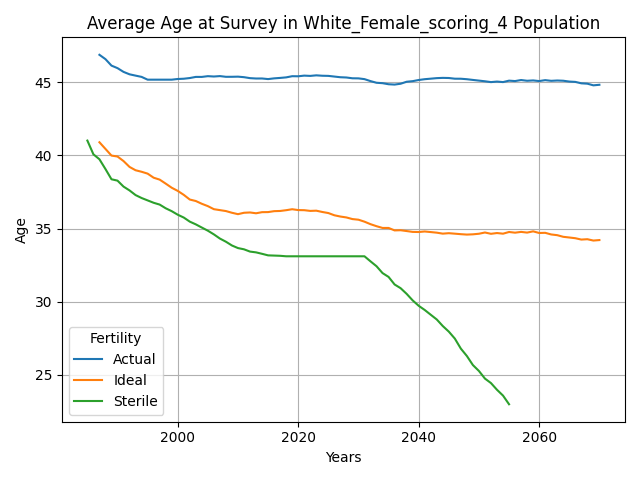 Average Age at Survey in White_Female_scoring_4 Population
45
40
35
30
25
Age
Fertility
Actual
Ideal
Sterile
2000 2020 2040 2060
Years